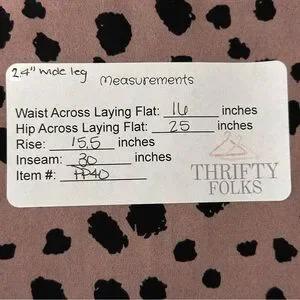 24" wide leg
Measurements
Waist Across Laying Flat: 16 inches
Hip Across Laying Flat: 25 inches
Rise: 15.5 inches
Inseam: 30 inches
Item #: PP40
THRIFTY
FOLKS